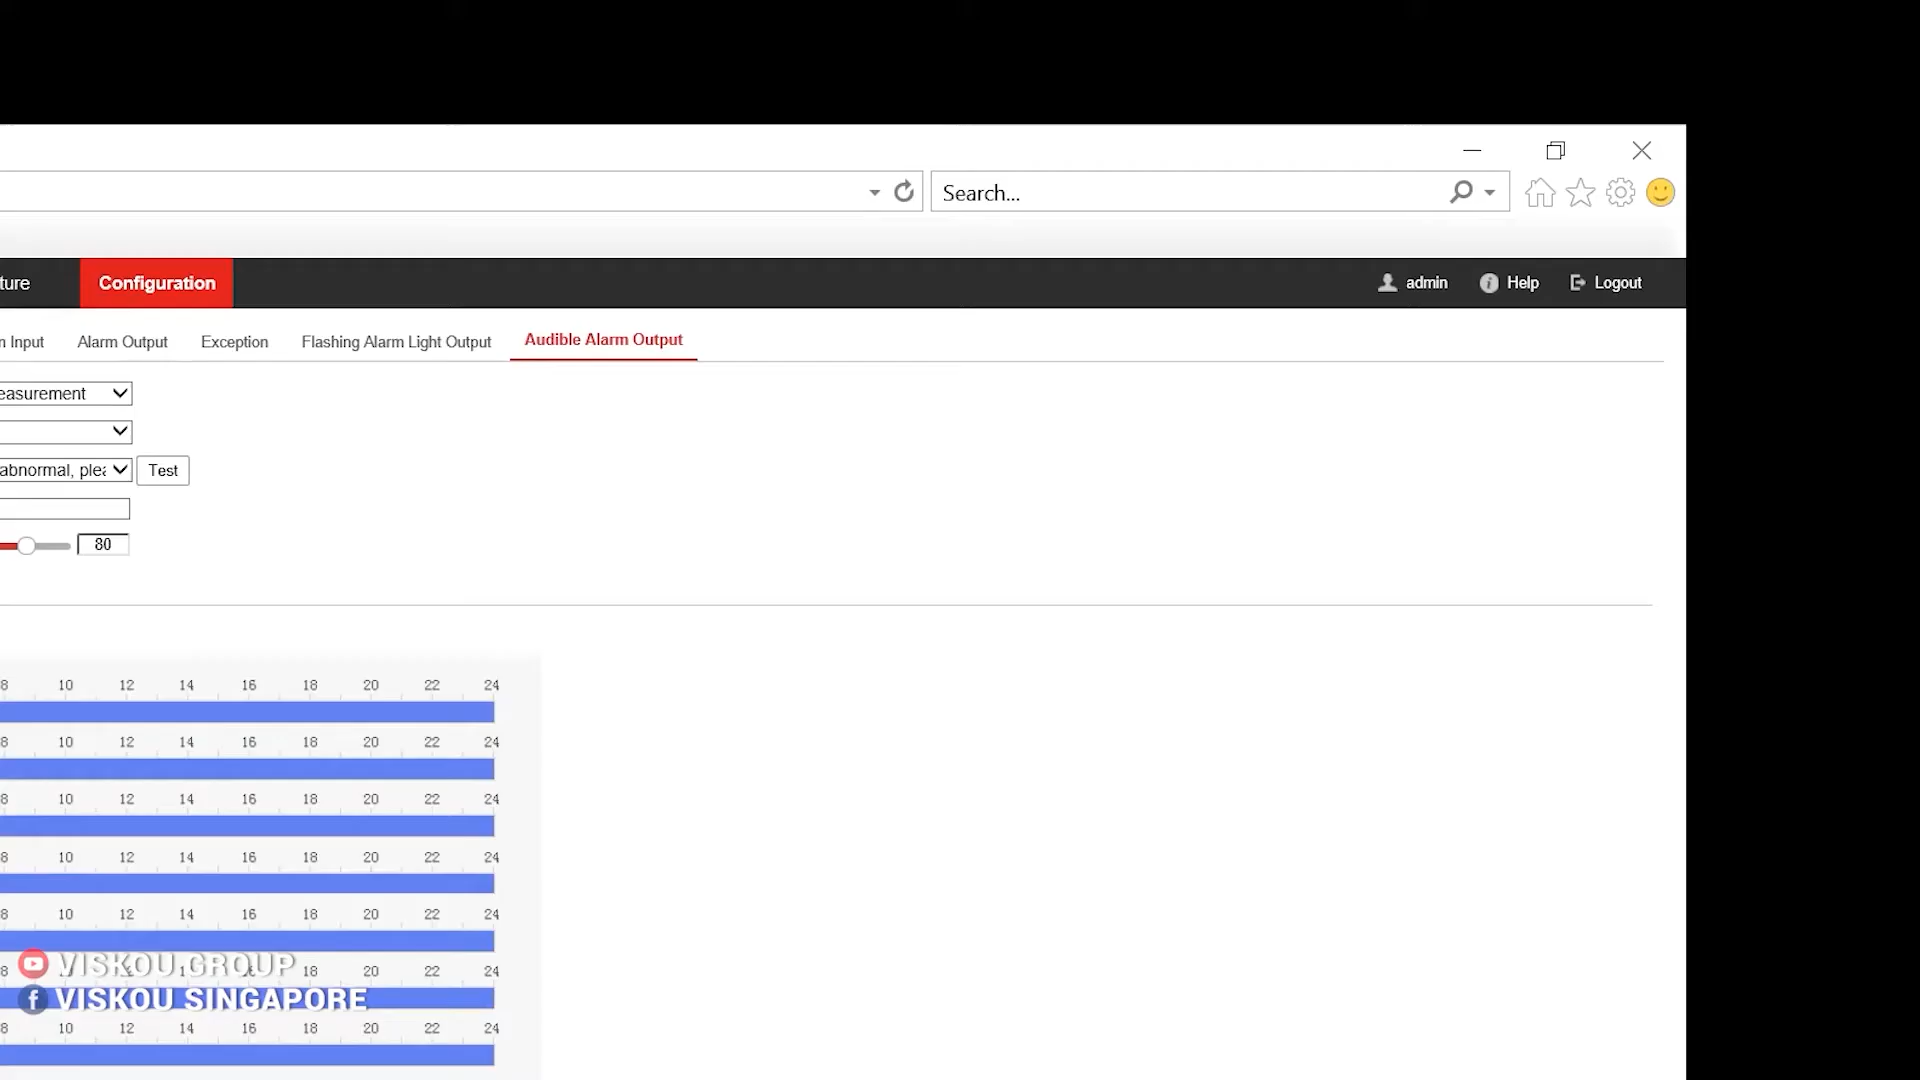 Search...
ture Configuration admin Help Logout
n Input Alarm Output Exception Flashing Alarm Light Output Audible Alarm Output
easurement
abnormal, plea Test
80
8 10 12 14 16 18 20 22 24
8 10 12 14 16 18 20 22 24
8 10 12 14 16 18 20 22 24
8 10 12 14 16 18 20 22 24
8 10 12 14 16 18 20 22 24
VISKOU GROUP
8 18 20 22 24
VISKOU SINGAPORE
8 10 12 14 16 18 20 22 24